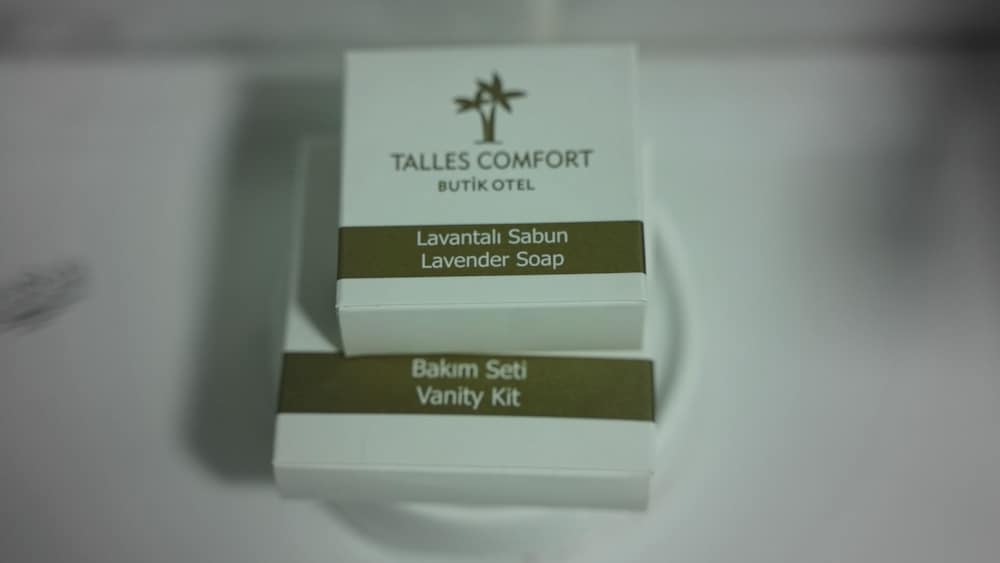 TALLES COMFORT
BUTİK OTEL
Lavantalı Sabun
Lavender Soap
Bakım Seti
Vanity Kit